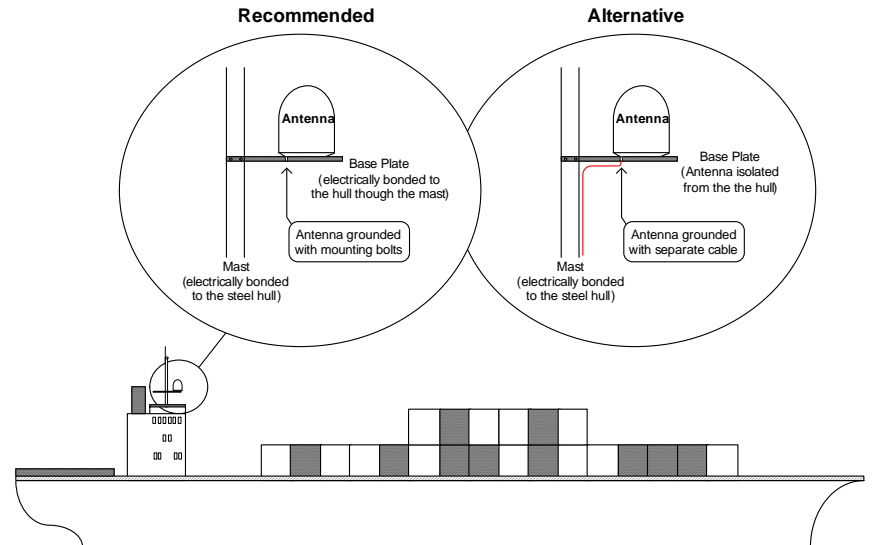 Recommended
Antenna
Base Plate
(electrically bonded to
the hull though the mast)
Antenna grounded
with mounting bolts
Mast
(electrically bonded
to the steel hull)
Alternative
Antenna
Base Plate
(Antenna isolated
from the the hull)
Antenna grounded
with separate cable
Mast
(electrically bonded
to the steel hull)